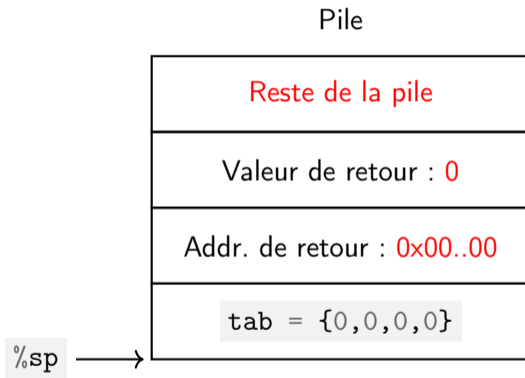 Pile
Reste de la pile
Valeur de retour : 0
Addr. de retour : 0x00..00
tab = {0,0,0,0}
%sp